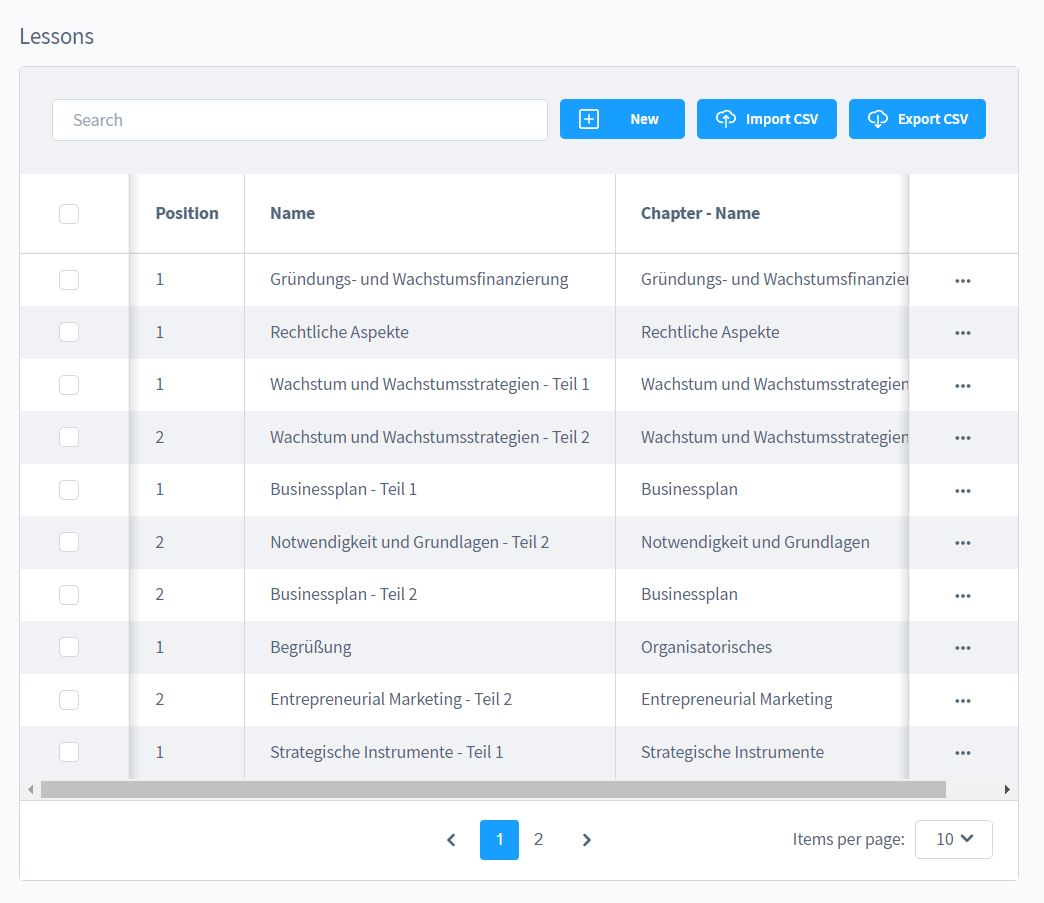 Lessons
Search New Import CSV Export CSV
Position Name Chapter - Name
1 Gründungs- und Wachstumsfinanzierung Gründungs- und Wachstumsfinanzier
1 Rechtliche Aspekte Rechtliche Aspekte
1 Wachstum und Wachstumsstrategien - Teil 1 Wachstum und Wachstumsstrategien
2 Wachstum und Wachstumsstrategien - Teil 2 Wachstum und Wachstumsstrategien
1 Businessplan - Teil 1 Businessplan
2 Notwendigkeit und Grundlagen - Teil 2 Notwendigkeit und Grundlagen
2 Businessplan - Teil 2 Businessplan
1 Begrüßung Organisatorisches
2 Entrepreneurial Marketing - Teil 2 Entrepreneurial Marketing
1 Strategische Instrumente - Teil 1 Strategische Instrumente
1 2 Items per page: 10